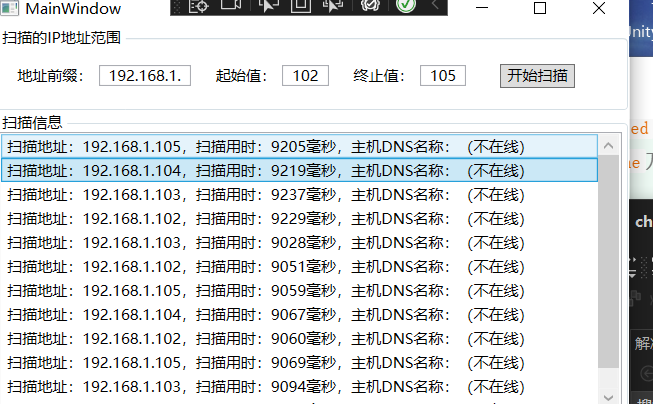 MainWindow
扫描的IP地址范围
地址前缀： 192.168.1. 起始值： 102 终止值： 105 开始扫描
扫描信息
扫描地址：192.168.1.105，扫描用时：9205毫秒，主机DNS名称：（不在线）
扫描地址：192.168.1.104，扫描用时：9219毫秒，主机DNS名称：（不在线）
扫描地址：192.168.1.103，扫描用时：9237毫秒，主机DNS名称：（不在线）
扫描地址：192.168.1.102，扫描用时：9229毫秒，主机DNS名称：（不在线）
扫描地址：192.168.1.103，扫描用时：9028毫秒，主机DNS名称：（不在线）
扫描地址：192.168.1.102，扫描用时：9051毫秒，主机DNS名称：（不在线）
扫描地址：192.168.1.105，扫描用时：9059毫秒，主机DNS名称：（不在线）
扫描地址：192.168.1.104，扫描用时：9067毫秒，主机DNS名称：（不在线）
扫描地址：192.168.1.102，扫描用时：9060毫秒，主机DNS名称：（不在线）
扫描地址：192.168.1.105，扫描用时：9069毫秒，主机DNS名称：（不在线）
扫描地址：192.168.1.103，扫描用时：9094毫秒，主机DNS名称：（不在线）